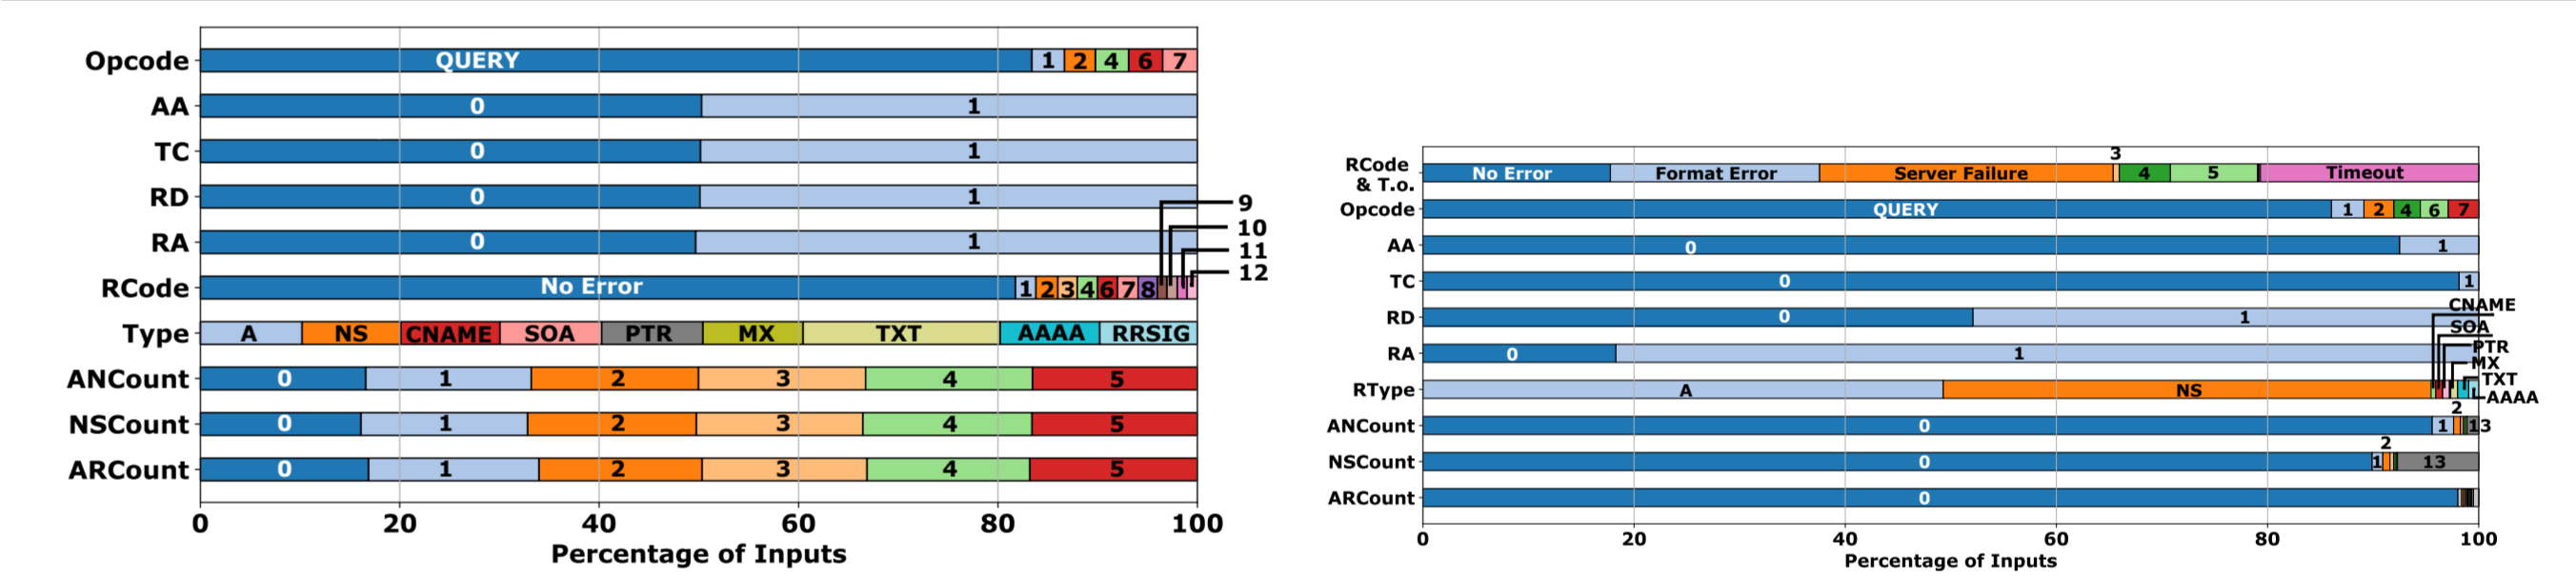 Opcode QUERY 1 2 4 6 7
AA 0 1
TC 0 1
RD 0 1
9
RA 0 1
10
11
12
RCode No Error 1 2 3 4 6 7 8
Type A NS CNAME SOA PTR MX TXT AAAA RRSIG
ANCount 0 1 2 3 4 5
NSCount 0 1 2 3 4 5
ARCount 0 1 2 3 4 5
0 20 40 60 80 100
Percentage of Inputs
3
RCode & T.o. No Error Format Error Server Failure 4 5 Timeout
Opcode QUERY 1 2 4 6 7
AA 0 1
TC 0 1
CNAME
RD 0 1
SOA
PTR
RA 0 1
MX
TXT
RType A NS
AAAA
2
ANCount 0 1 13
2
NSCount 0 1 13
ARCount 0
0 20 40 60 80 100
Percentage of Inputs